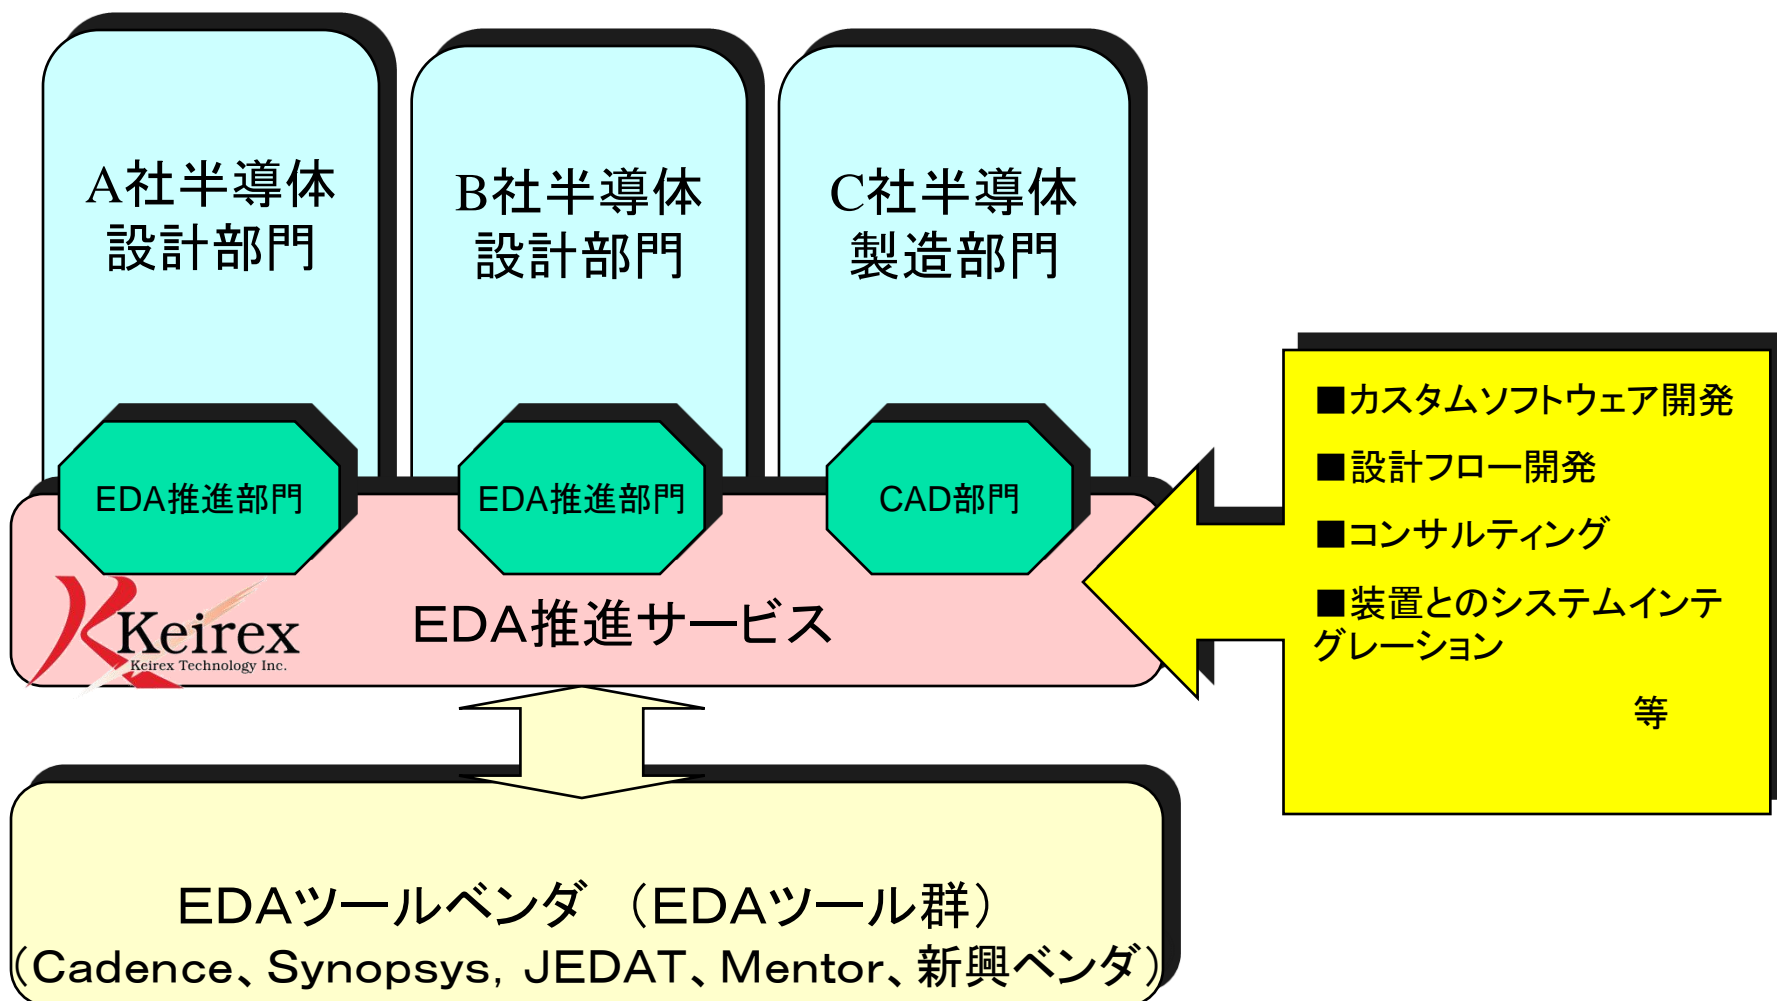 A社半導体
設計部門
B社半導体
設計部門
C社半導体
製造部門
EDA推進部門
EDA推進部門
CAD部門
Keirex
Keirex Technology Inc.
EDA推進サービス
■カスタムソフトウェア開発
■設計フロー開発
■コンサルティング
■装置とのシステムインテ
グレーション
等
EDAツールベンダ （EDAツール群）
（Cadence、Synopsys, JEDAT、Mentor、新興ベンダ）